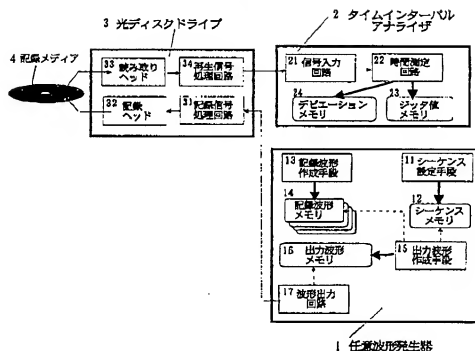 3 光ディスクドライブ
2 タイムインターバル
アナライザ
4 記録メディア
33
読み取り
ヘッド
34 再生信号
処理回路
32
記録
ヘッド
31 記録信号
処理回路
21 信号入力
回路
22 時間測定
回路
24
デビエーション
メモリ
23
ジッタ値メモリ
13 記録波形
作成手段
11 シーケンス
設定手段
14
記録波形
メモリ
12
シーケンス
メモリ
16 出力波形
メモリ
15 出力波形
作成手段
17 波形出力
回路
1 任意波形発生器